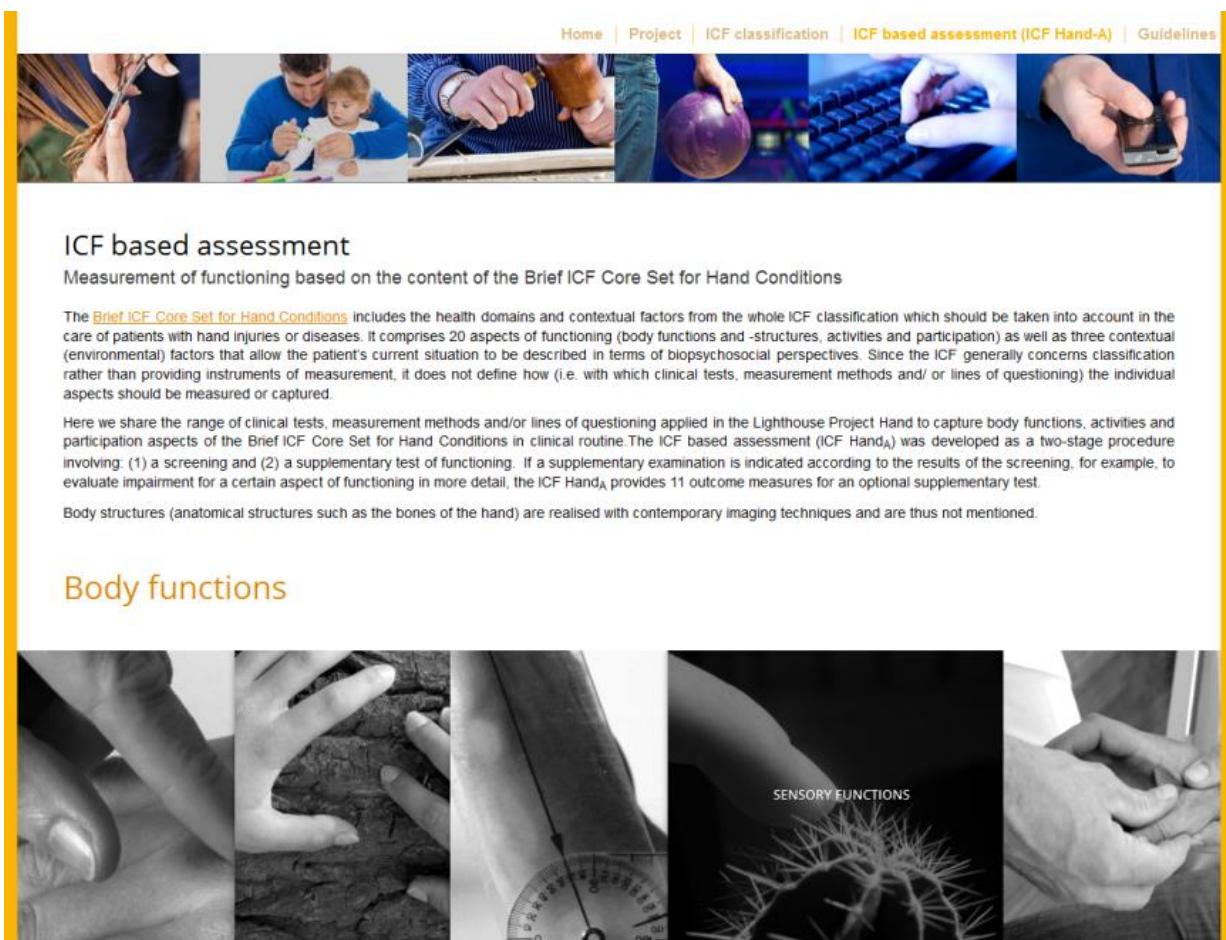 Home | Project | ICF classification | ICF based assessment (ICF Hand-A) | Guidelines
ICF based assessment
Measurement of functioning based on the content of the Brief ICF Core Set for Hand Conditions
The Brief ICF Core Set for Hand Conditions includes the health domains and contextual factors from the whole ICF classification which should be taken into account in the
care of patients with hand injuries or diseases. It comprises 20 aspects of functioning (body functions and -structures, activities and participation) as well as three contextual
(environmental) factors that allow the patient's current situation to be described in terms of biopsychosocial perspectives. Since the ICF generally concerns classification
rather than providing instruments of measurement, it does not define how (i.e. with which clinical tests, measurement methods and/ or lines of questioning) the individual
aspects should be measured or captured.
Here we share the range of clinical tests, measurement methods and/or lines of questioning applied in the Lighthouse Project Hand to capture body functions, activities and
participation aspects of the Brief ICF Core Set for Hand Conditions in clinical routine.The ICF based assessment (ICF HandA) was developed as a two-stage procedure
involving: (1) a screening and (2) a supplementary test of functioning. If a supplementary examination is indicated according to the results of the screening, for example, to
evaluate impairment for a certain aspect of functioning in more detail, the ICF HandA provides 11 outcome measures for an optional supplementary test.
Body structures (anatomical structures such as the bones of the hand) are realised with contemporary imaging techniques and are thus not mentioned.
Body functions
SENSORY FUNCTIONS